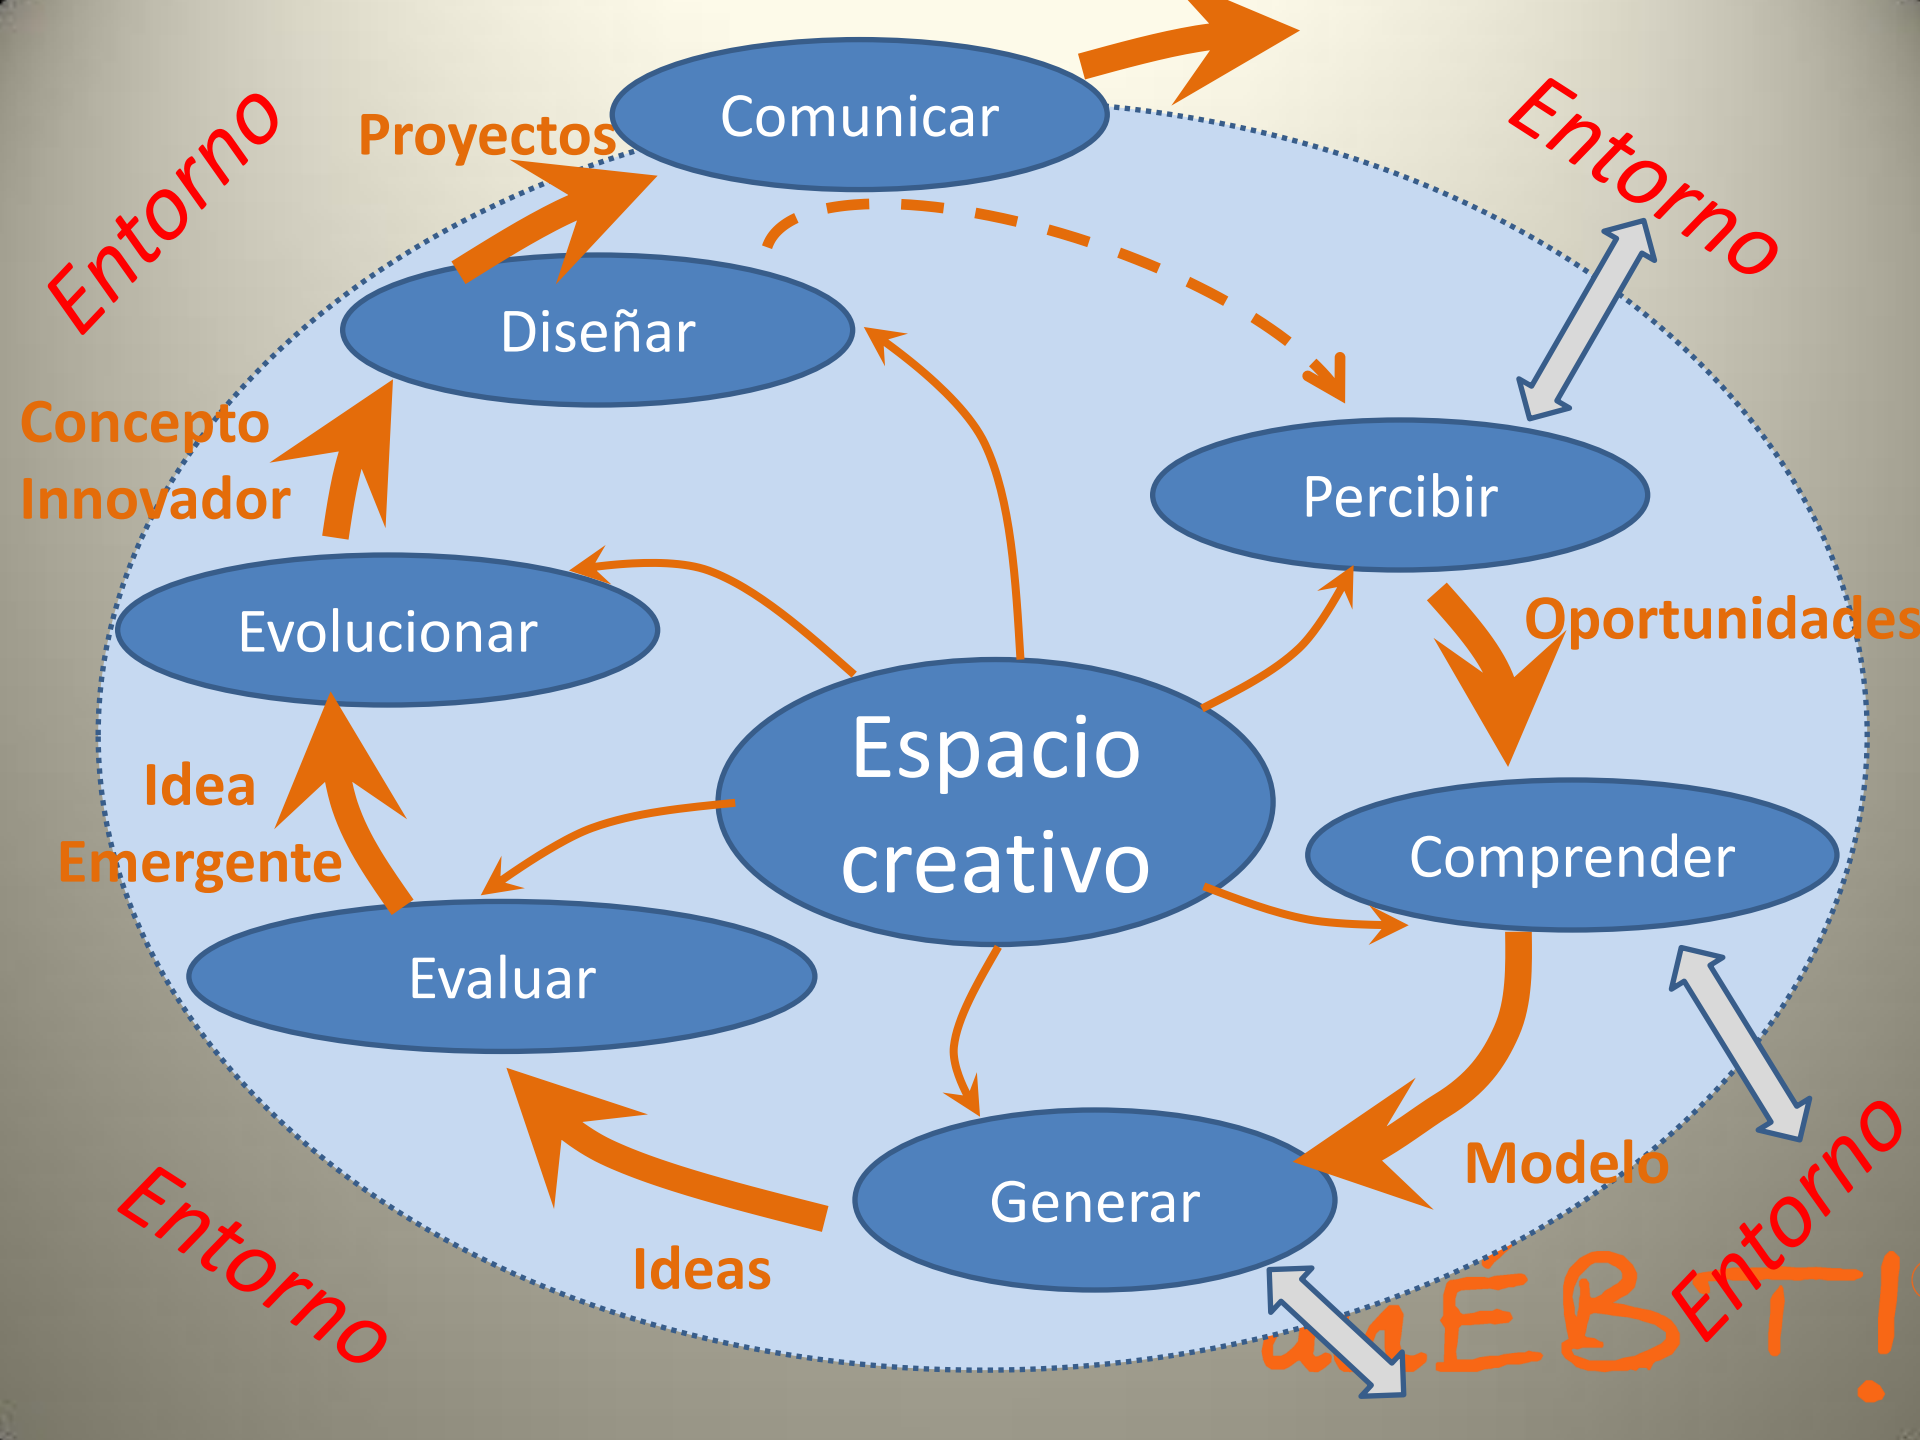 Comunicar
Proyectos
Entorno
Entorno
Diseñar
Concepto
Innovador
Percibir
Oportunidades
Evolucionar
Espacio
creativo
Idea
Emergente
Comprender
Evaluar
Modelo
Generar
Ideas
Entorno
Entorno